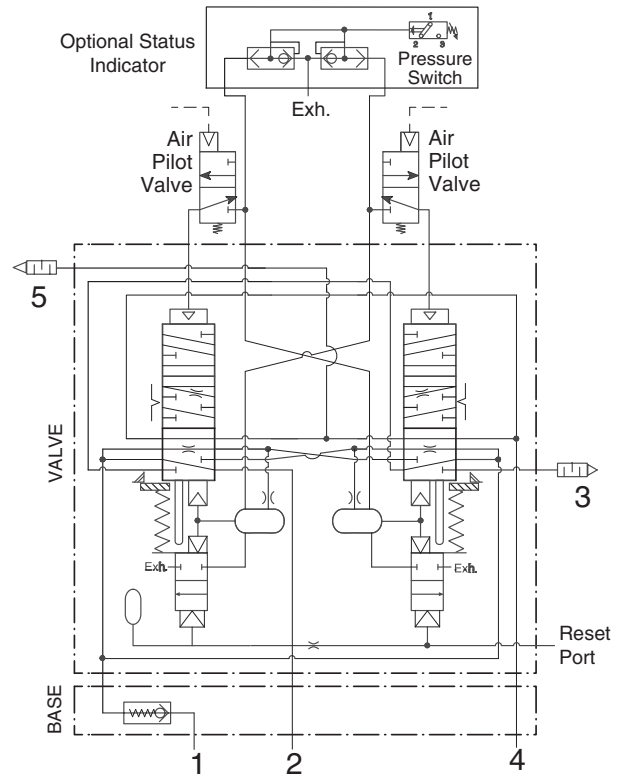 Optional Status
Indicator
1
2 3
Pressure
Switch
Exh.
Air
Pilot
Valve
Air
Pilot
Valve
5
VALVE
3
Exh.
Exh.
Reset
Port
BASE
1
2
4